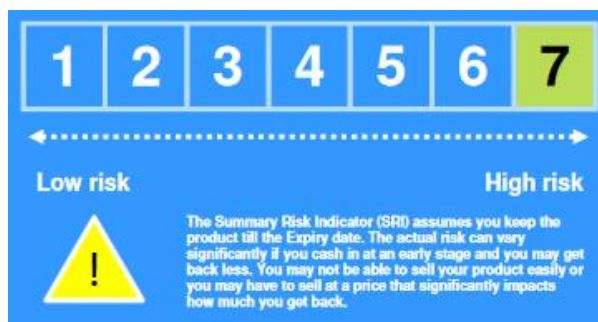 1 2 3 4 5 6 7
Low risk High risk
!
The Summary Risk Indicator (SRI) assumes you keep the
product till the Expiry date. The actual risk can vary
significantly if you cash in at an early stage and you may get
back less. You may not be able to sell your product easily or
you may have to sell at a price that significantly impacts
how much you get back.